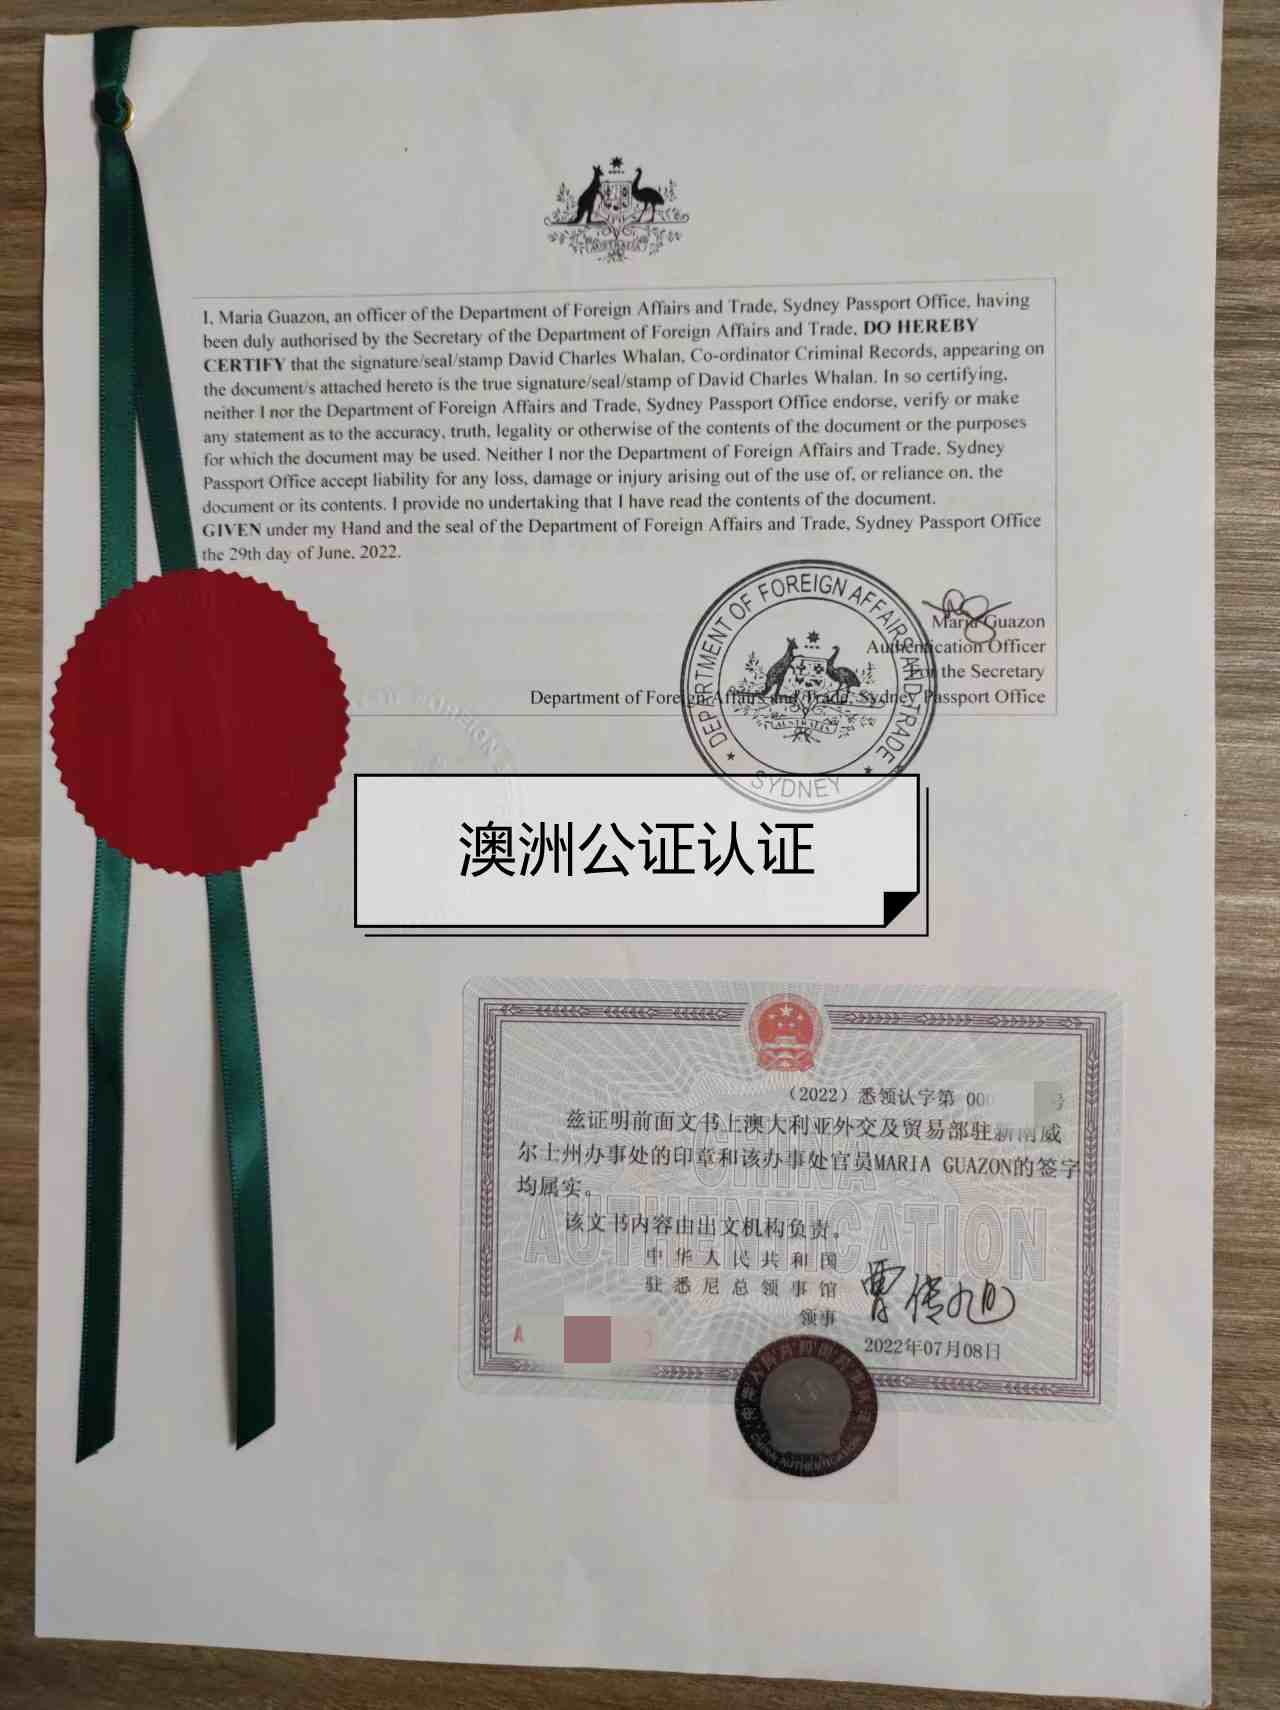 AUSTRALIA
I, Maria Guazon, an officer of the Department of Foreign Affairs and Trade, Sydney Passport Office, having
been duly authorised by the Secretary of the Department of Foreign Affairs and Trade, DO HEREBY
CERTIFY that the signature/seal/stamp David Charles Whalan, Co-ordinator Criminal Records, appearing on
the document/s attached hereto is the true signature/seal/stamp of David Charles Whalan. In so certifying,
neither I nor the Department of Foreign Affairs and Trade, Sydney Passport Office endorse, verify or make
any statement as to the accuracy, truth, legality or otherwise of the contents of the document or the purposes
for which the document may be used. Neither I nor the Department of Foreign Affairs and Trade, Sydney
Passport Office accept liability for any loss, damage or injury arising out of the use of, or reliance on, the
document or its contents. I provide no undertaking that I have read the contents of the document.
GIVEN under my Hand and the seal of the Department of Foreign Affairs and Trade, Sydney Passport Office
the 29th day of June, 2022.
Maria Guazon
Authentication Officer
For the Secretary
Department of Foreign Affairs and Trade, Sydney Passport Office
DEPARTMENT OF FOREIGN AFFAIRS AND TRADE
AUSTRALIA
SYDNEY
澳洲公证认证
（2022）悉领认字第 000 号
兹证明前面文书上澳大利亚外交及贸易部驻新南威
尔士州办事处的印章和该办事处官员MARIA GUAZON的签字
均属实。
该文书内容由出文机构负责。
CHINA
AUTHENTICATION
中华人民共和国
驻悉尼总领事馆
领事
曹传旭
2022年07月08日
A
CHINA AUTHENTICATION